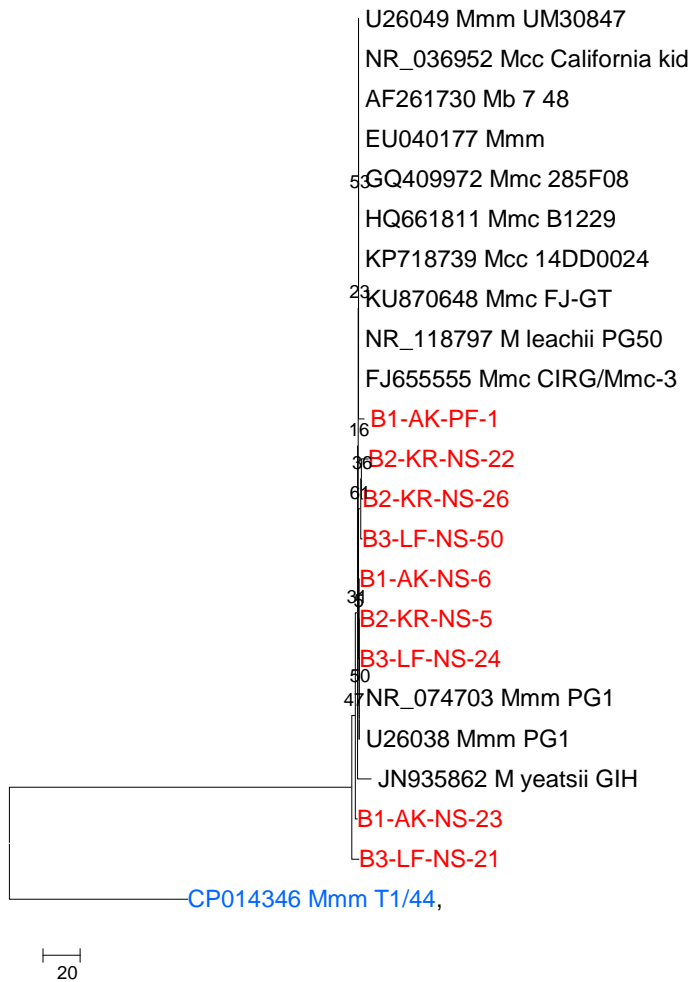 U26049 Mmm UM30847
NR_036952 Mcc California kid
AF261730 Mb 7 48
EU040177 Mmm
53
GQ409972 Mmc 285F08
HQ661811 Mmc B1229
KP718739 Mcc 14DD0024
23
KU870648 Mmc FJ-GT
NR_118797 M leachii PG50
FJ655555 Mmc CIRG/Mmc-3
B1-AK-PF-1
16
36
B2-KR-NS-22
61
B2-KR-NS-26
B3-LF-NS-50
B1-AK-NS-6
31
B2-KR-NS-5
B3-LF-NS-24
50
47
NR_074703 Mmm PG1
U26038 Mmm PG1
JN935862 M yeatsii GIH
B1-AK-NS-23
B3-LF-NS-21
CP014346 Mmm T1/44,
20